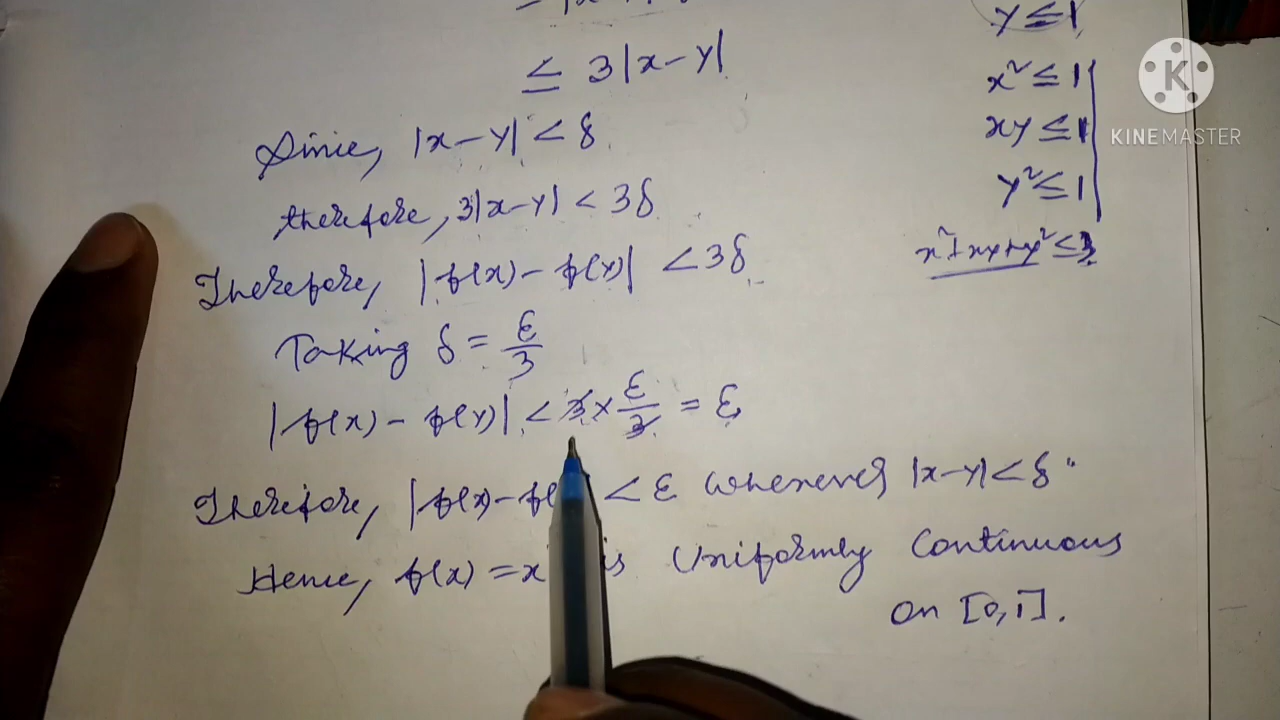 ≤ 3|x-y|
Since, |x-y| < δ
therefore, 3|x-y| < 3δ
Therefore, |f(x) - f(y)| < 3δ
Taking δ = ε/3
|f(x) - f(y)| < 3 × ε/3 = ε
Therefore, |f(x) - f( < ε whenever |x-y| < δ
Hence, f(x) = x is Uniformly Continuous
on [0,1].
y ≤ 1
x² ≤ 1
xy ≤ 1
y² ≤ 1
x²+xy+y² ≤ 3
K
KINEMASTER